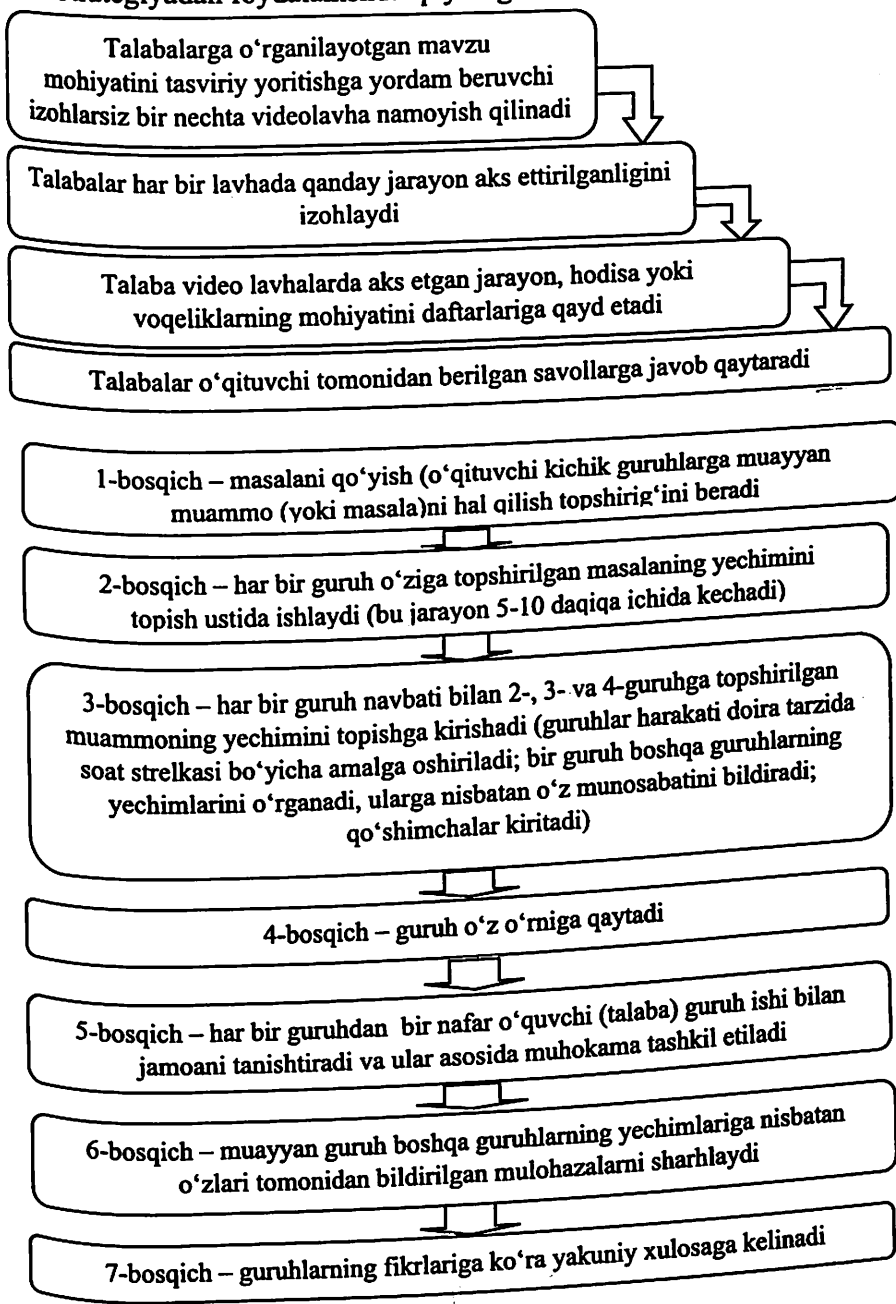 Talabalarga o‘rganilayotgan mavzu
mohiyatini tasviriy yoritishga yordam beruvchi
izohlarsiz bir nechta videolavha namoyish qilinadi
Talabalar har bir lavhada qanday jarayon aks ettirilganligini
izohlaydi
Talaba video lavhalarda aks etgan jarayon, hodisa yoki
voqeliklarning mohiyatini daftarlariga qayd etadi
Talabalar o‘qituvchi tomonidan berilgan savollarga javob qaytaradi
1-bosqich – masalani qo‘yish (o‘qituvchi kichik guruhlarga muayyan
muammo (yoki masala)ni hal qilish topshirig‘ini beradi
2-bosqich – har bir guruh o‘ziga topshirilgan masalaning yechimini
topish ustida ishlaydi (bu jarayon 5-10 daqiqa ichida kechadi)
3-bosqich – har bir guruh navbati bilan 2-, 3- va 4-guruhga topshirilgan
muammoning yechimini topishga kirishadi (guruhlar harakati doira tarzida
soat strelkasi bo‘yicha amalga oshiriladi; bir guruh boshqa guruhlarning
yechimlarini o‘rganadi, ularga nisbatan o‘z munosabatini bildiradi;
qo‘shimchalar kiritadi)
4-bosqich – guruh o‘z o‘rniga qaytadi
5-bosqich – har bir guruhdan bir nafar o‘quvchi (talaba) guruh ishi bilan
jamoani tanishtiradi va ular asosida muhokama tashkil etiladi
6-bosqich – muayyan guruh boshqa guruhlarning yechimlariga nisbatan
o‘zlari tomonidan bildirilgan mulohazalarni sharhlaydi
7-bosqich – guruhlarning fikrlariga ko‘ra yakuniy xulosaga kelinadi